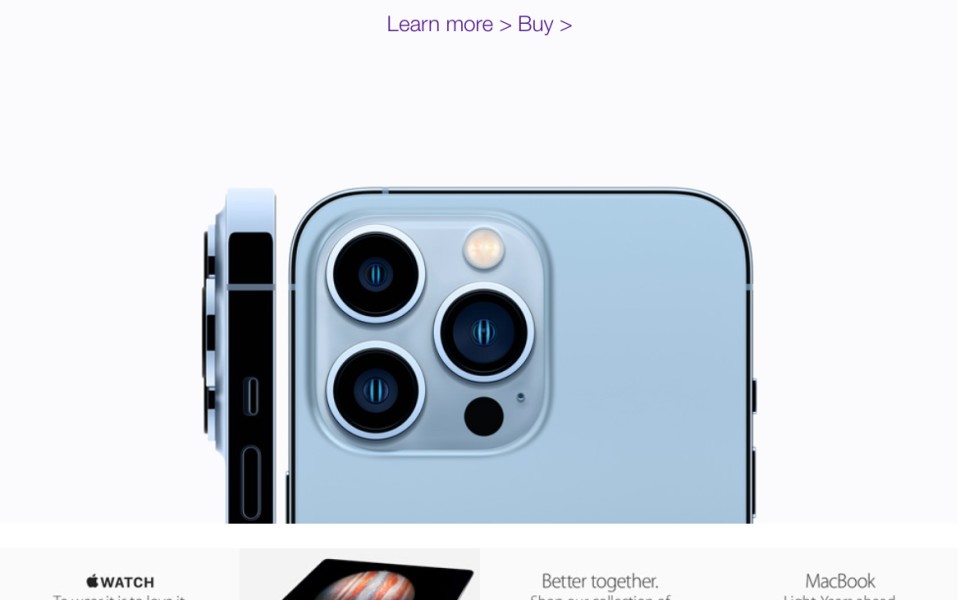 Learn more > Buy >
WATCH
To wear it is to love it.
Better together.
Shop our collection of
MacBook
Light. Years ahead.